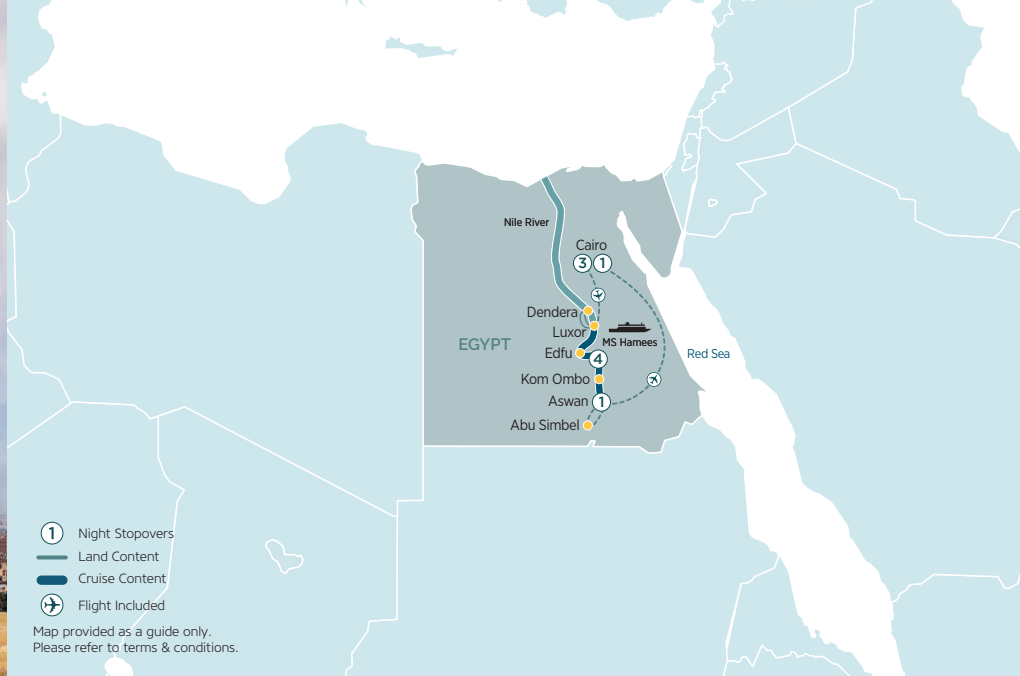 Nile River
Cairo
3 1
Dendera
Luxor
MS Hamees
EGYPT
Edfu
4
Red Sea
Kom Ombo
Aswan
1
Abu Simbel
1 Night Stopovers
Land Content
Cruise Content
Flight Included
Map provided as a guide only.
Please refer to terms & conditions.